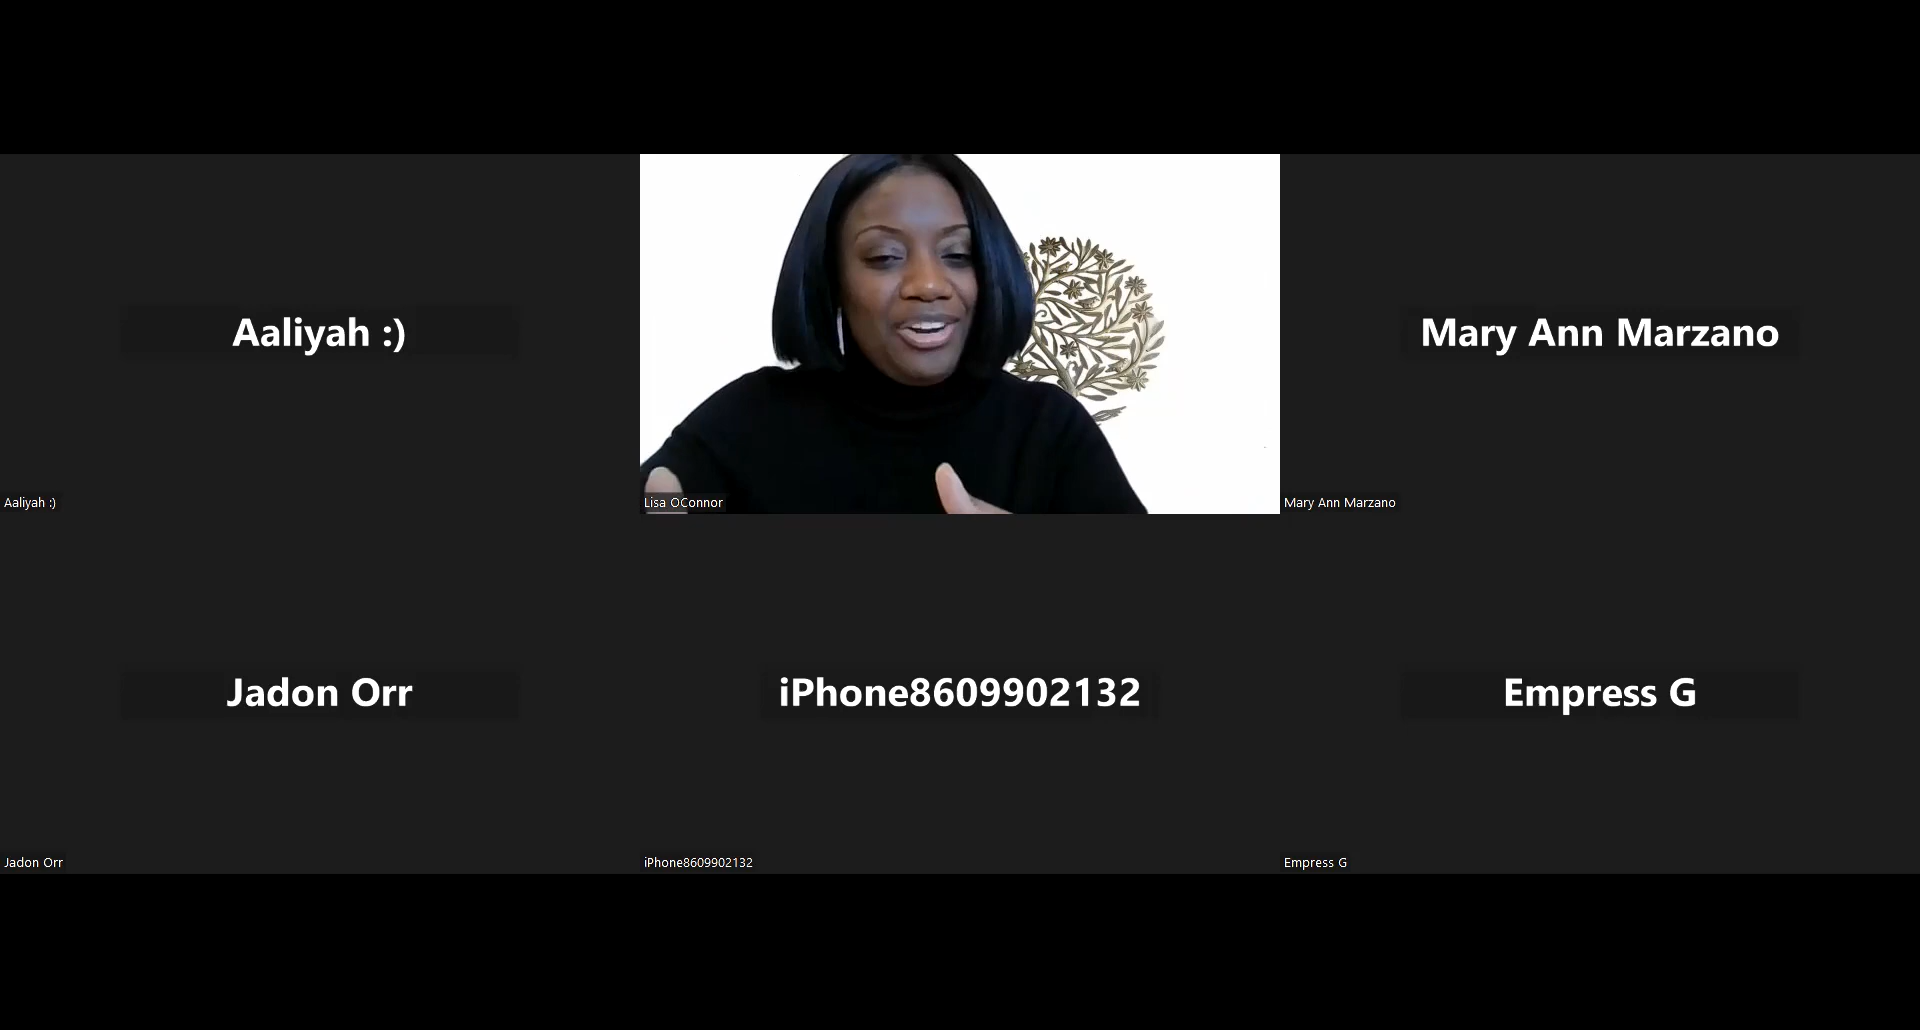 Aaliyah :)
Mary Ann Marzano
Aaliyah :)
Lisa OConnor
Mary Ann Marzano
Jadon Orr
iPhone8609902132
Empress G
Jadon Orr
iPhone8609902132
Empress G